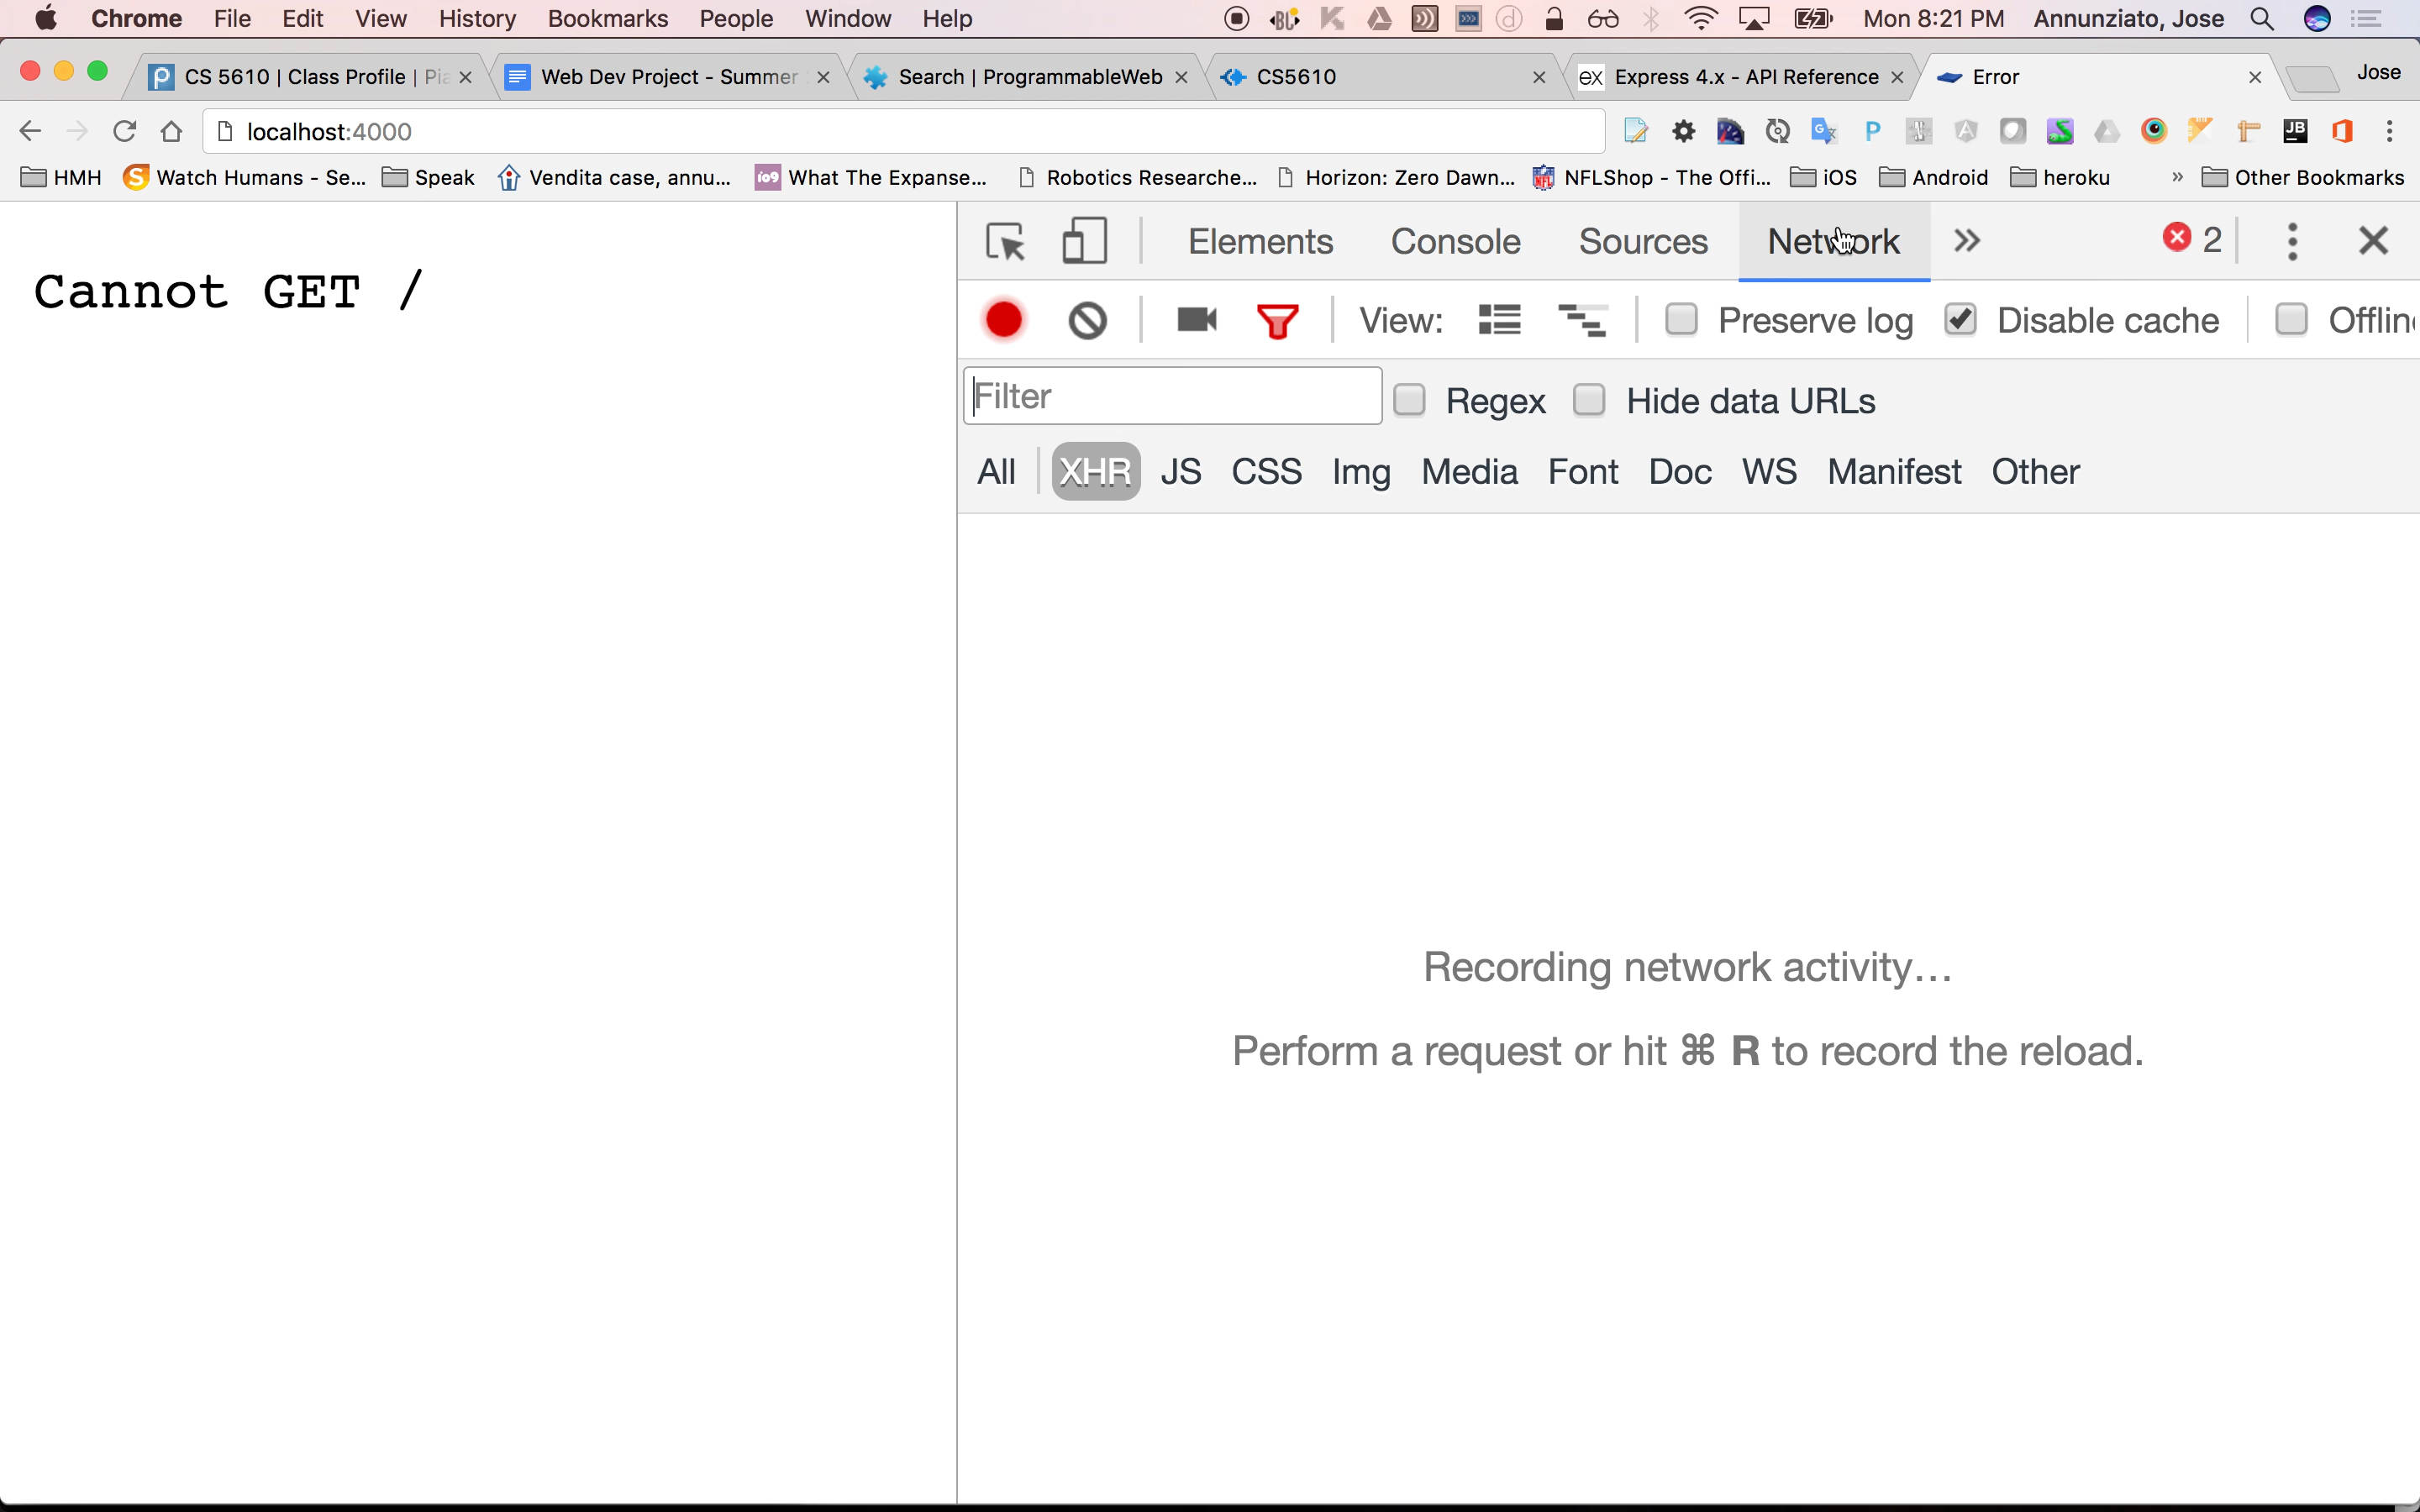 Chrome File Edit View History Bookmarks People Window Help Mon 8:21 PM Annunziato, Jose
CS 5610 | Class Profile | Pia Web Dev Project - Summer Search | ProgrammableWeb CS5610 ex Express 4.x - API Reference Error Jose
localhost:4000
HMH Watch Humans - Se... Speak Vendita case, annu... io9 What The Expanse... Robotics Researche... Horizon: Zero Dawn... NFLShop - The Offi... iOS Android heroku » Other Bookmarks
Cannot GET /
Elements Console Sources Network 2
View: Preserve log Disable cache Offline
Filter Regex Hide data URLs
All XHR JS CSS Img Media Font Doc WS Manifest Other
Recording network activity…
Perform a request or hit ⌘ R to record the reload.